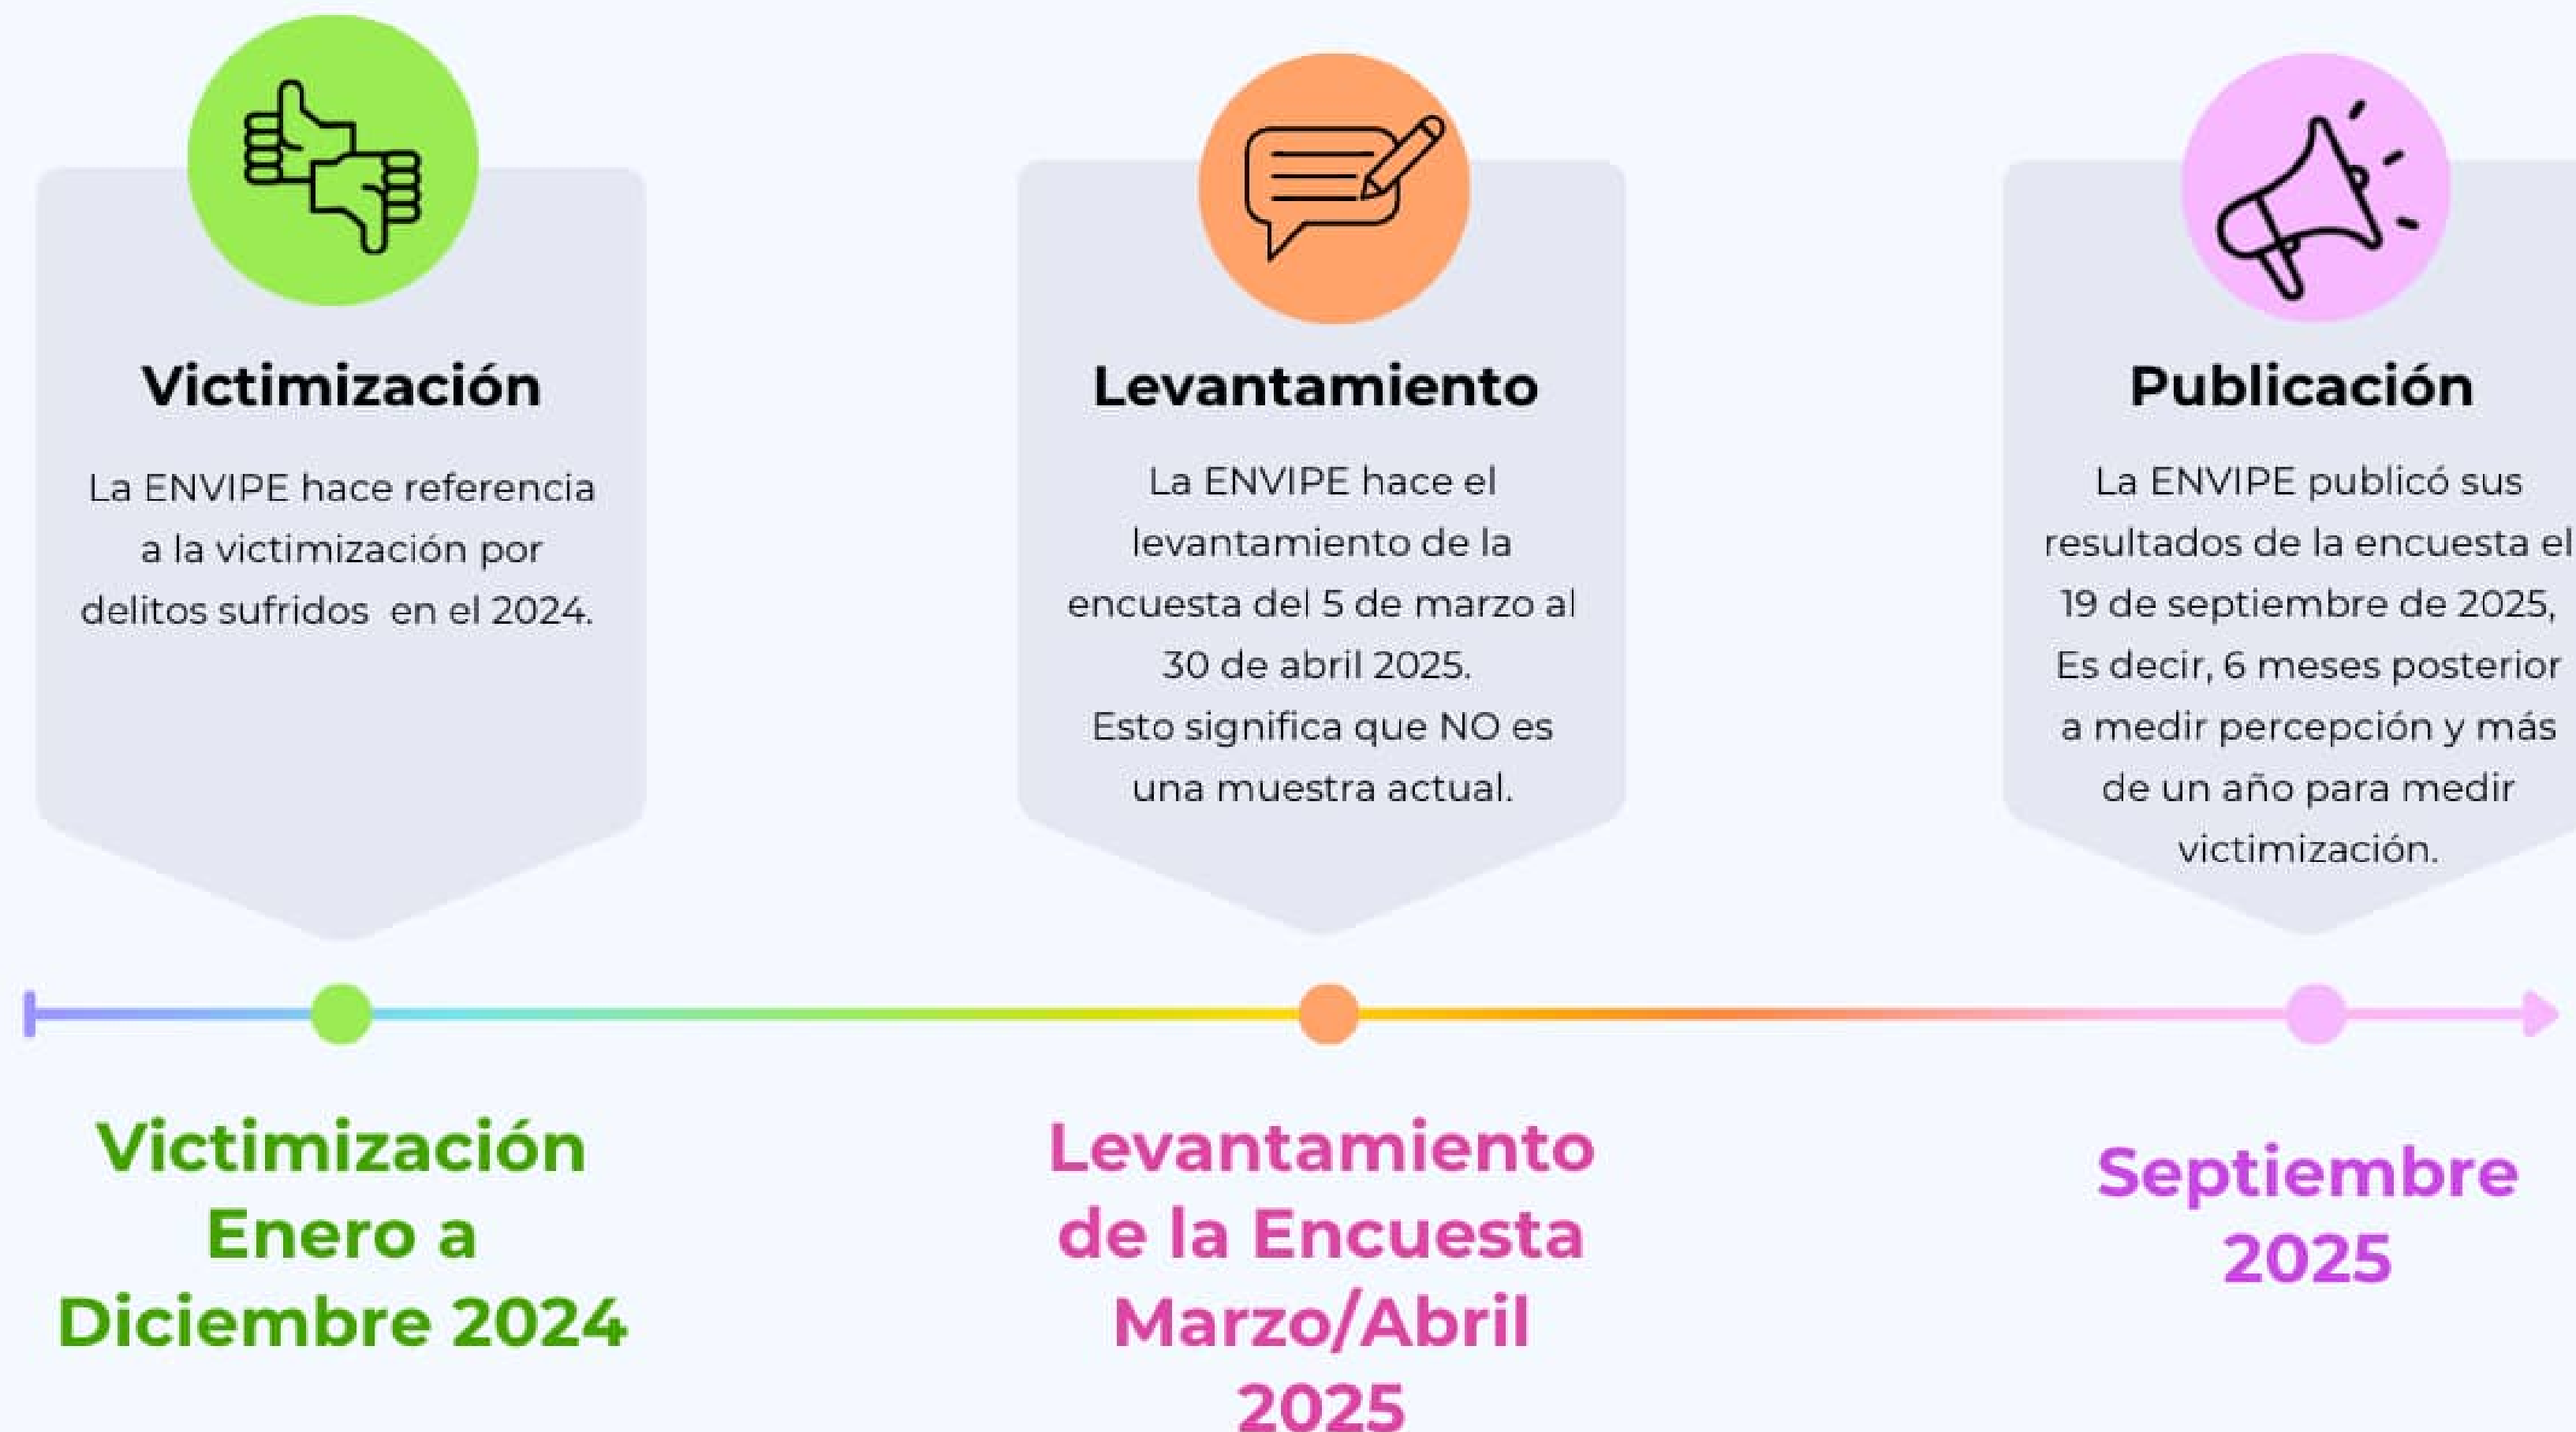 Victimización
La ENVIPE hace referencia
a la victimización por
delitos sufridos  en el 2024.
Levantamiento
La ENVIPE hace el
levantamiento de la
encuesta del 5 de marzo al
30 de abril 2025.
Esto significa que NO es
una muestra actual.
Publicación
La ENVIPE publicó sus
resultados de la encuesta el
19 de septiembre de 2025,
Es decir, 6 meses posterior
a medir percepción y más
de un año para medir
victimización.
Victimización
Enero a
Diciembre 2024
Levantamiento
de la Encuesta
Marzo/Abril
2025
Septiembre
2025